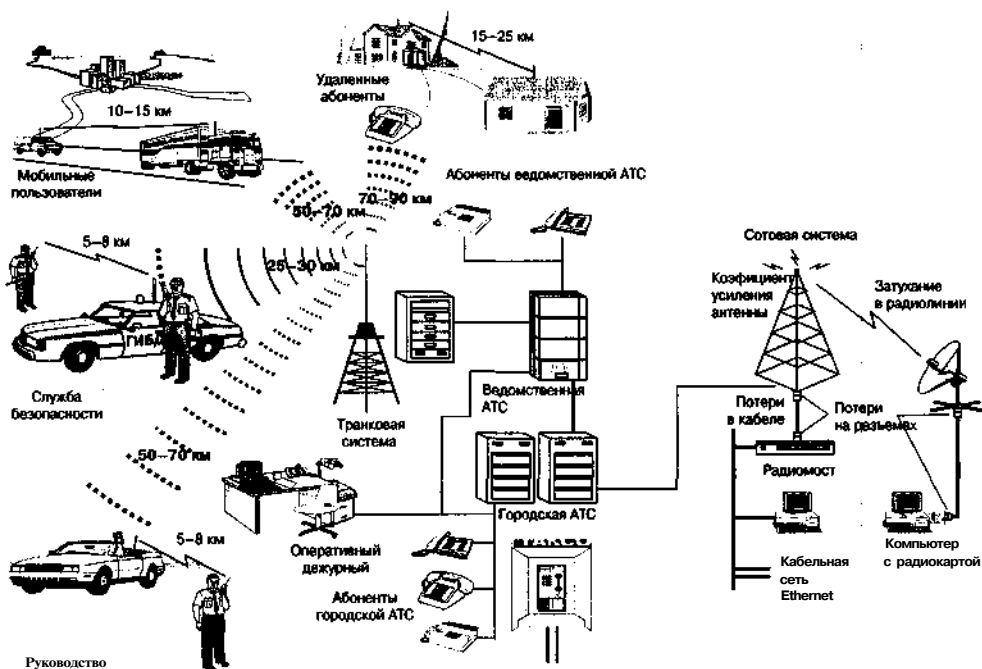 15–25 км
Удаленные
абоненты
10–15 км
Мобильные
пользователи
50–70 км
70–90 км
Абоненты ведомственной АТС
5–8 км
25–30 км
ГИБД
Служба
безопасности
Транковая
система
Ведомственная
АТС
Сотовая система
Коэфициент
усиления
антенны
Затухание
в радиолинии
Потери
в кабеле
Потери
на разъемах
Радиомост
50–70 км
Городская АТС
Оперативный
дежурный
5–8 км
Абоненты
городской АТС
Кабельная
сеть
Ethernet
Компьютер
с радиокартой
Руководство